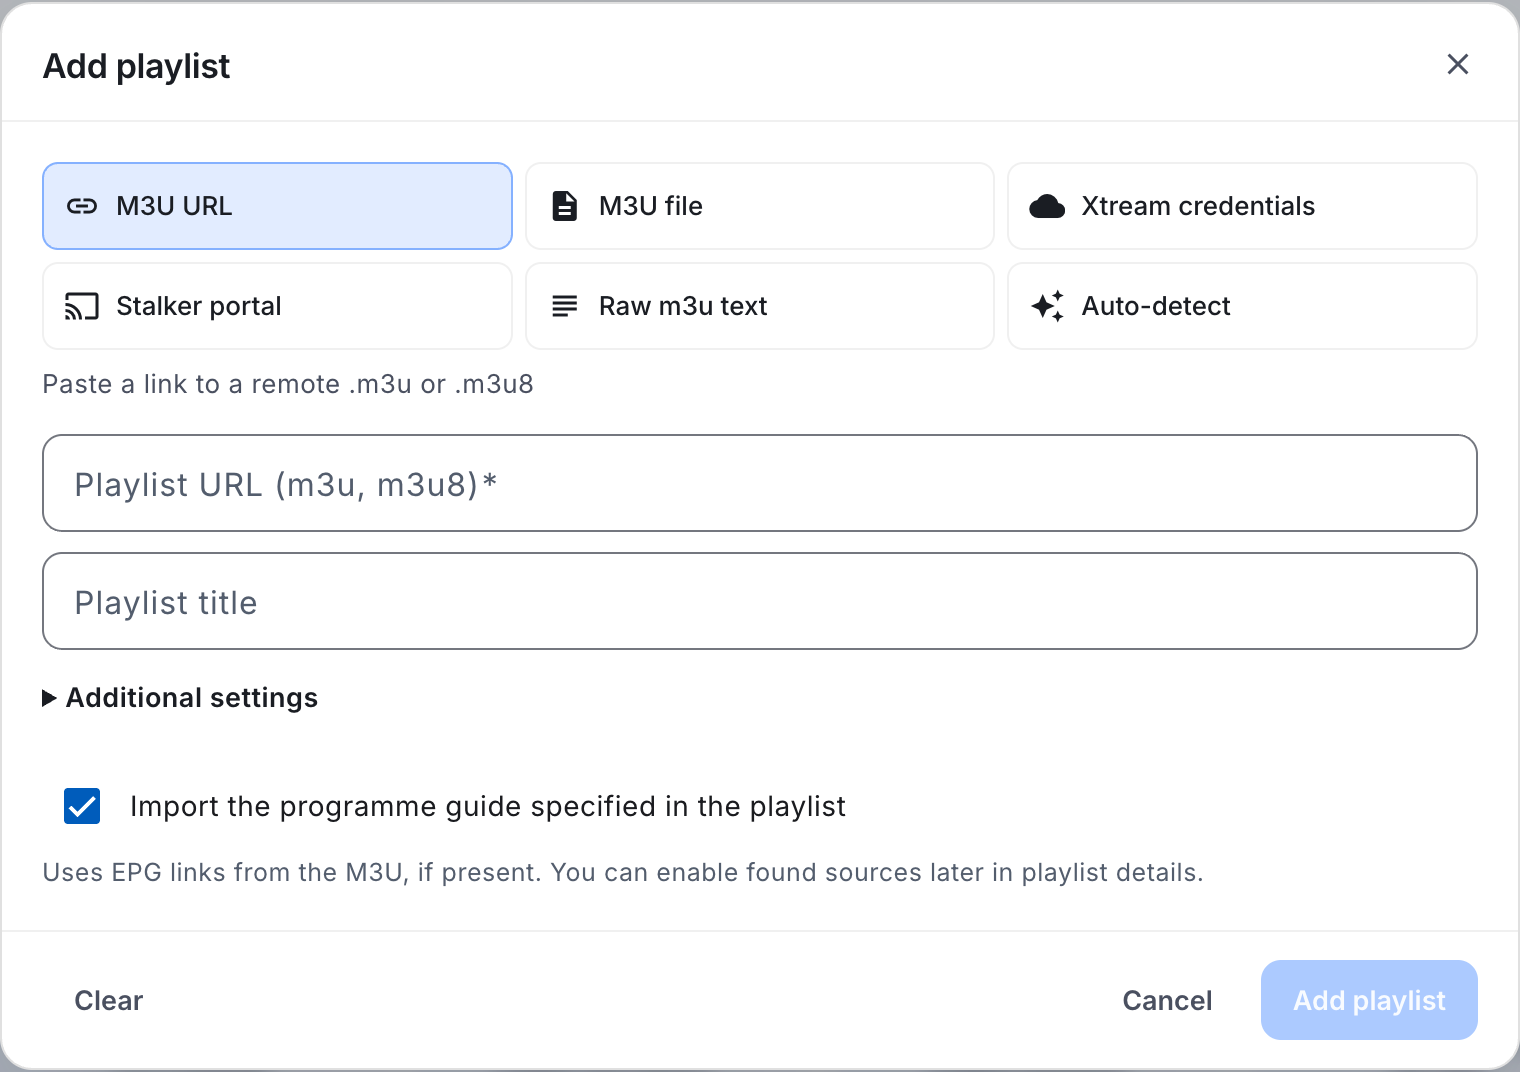 Add playlist
M3U URL
M3U file
Xtream credentials
Stalker portal
Raw m3u text
Auto-detect
Paste a link to a remote .m3u or .m3u8
Playlist URL (m3u, m3u8)*
Playlist title
Additional settings
Import the programme guide specified in the playlist
Uses EPG links from the M3U, if present. You can enable found sources later in playlist details.
Clear
Cancel
Add playlist